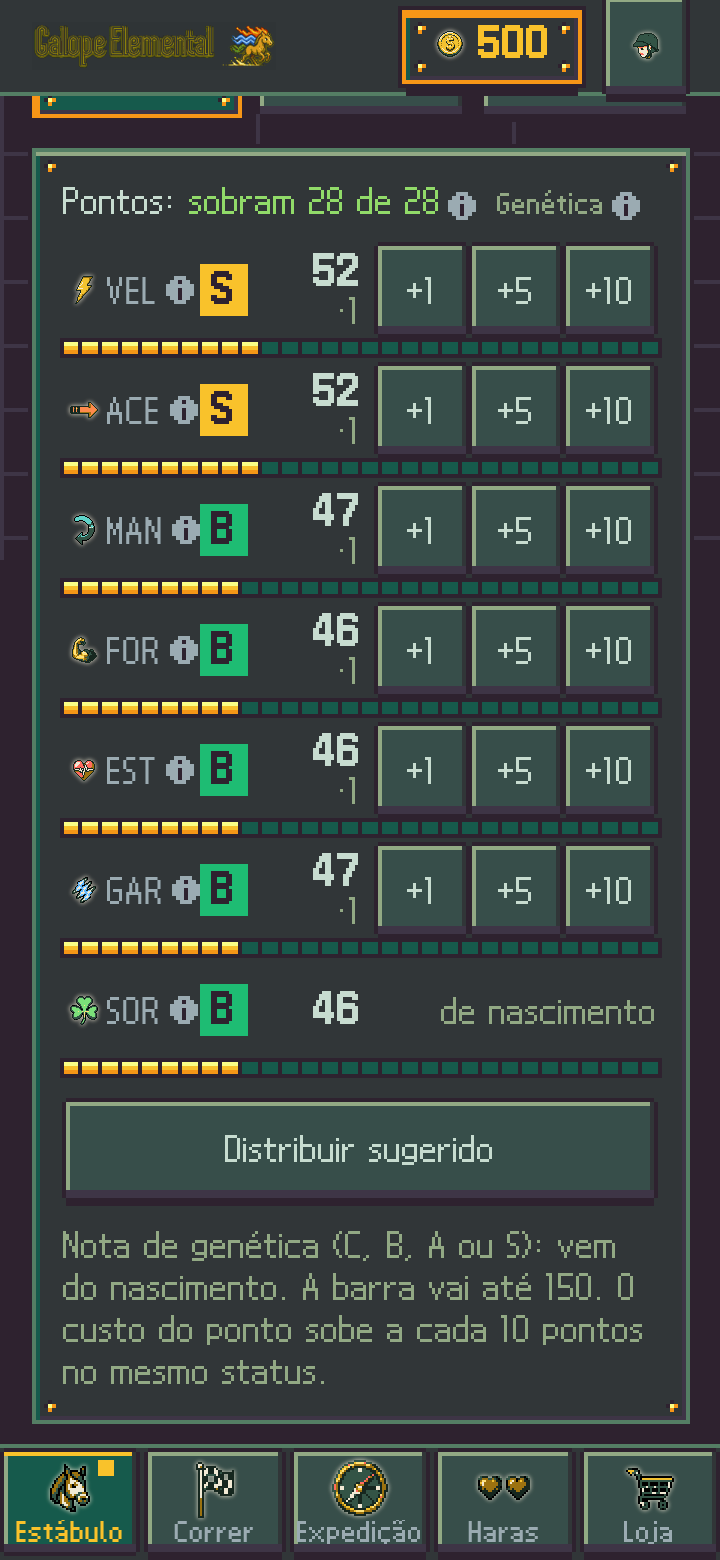 Galope Elemental
500
Pontos: sobram 28 de 28 Genética
VEL S 52 ·1 +1 +5 +10
ACE S 52 ·1 +1 +5 +10
MAN B 47 ·1 +1 +5 +10
FOR B 46 ·1 +1 +5 +10
EST B 46 ·1 +1 +5 +10
GAR B 47 ·1 +1 +5 +10
SOR B 46 de nascimento
Distribuir sugerido
Nota de genética (C, B, A ou S): vem
do nascimento. A barra vai até 150. O
custo do ponto sobe a cada 10 pontos
no mesmo status.
Estábulo Correr Expedição Haras Loja